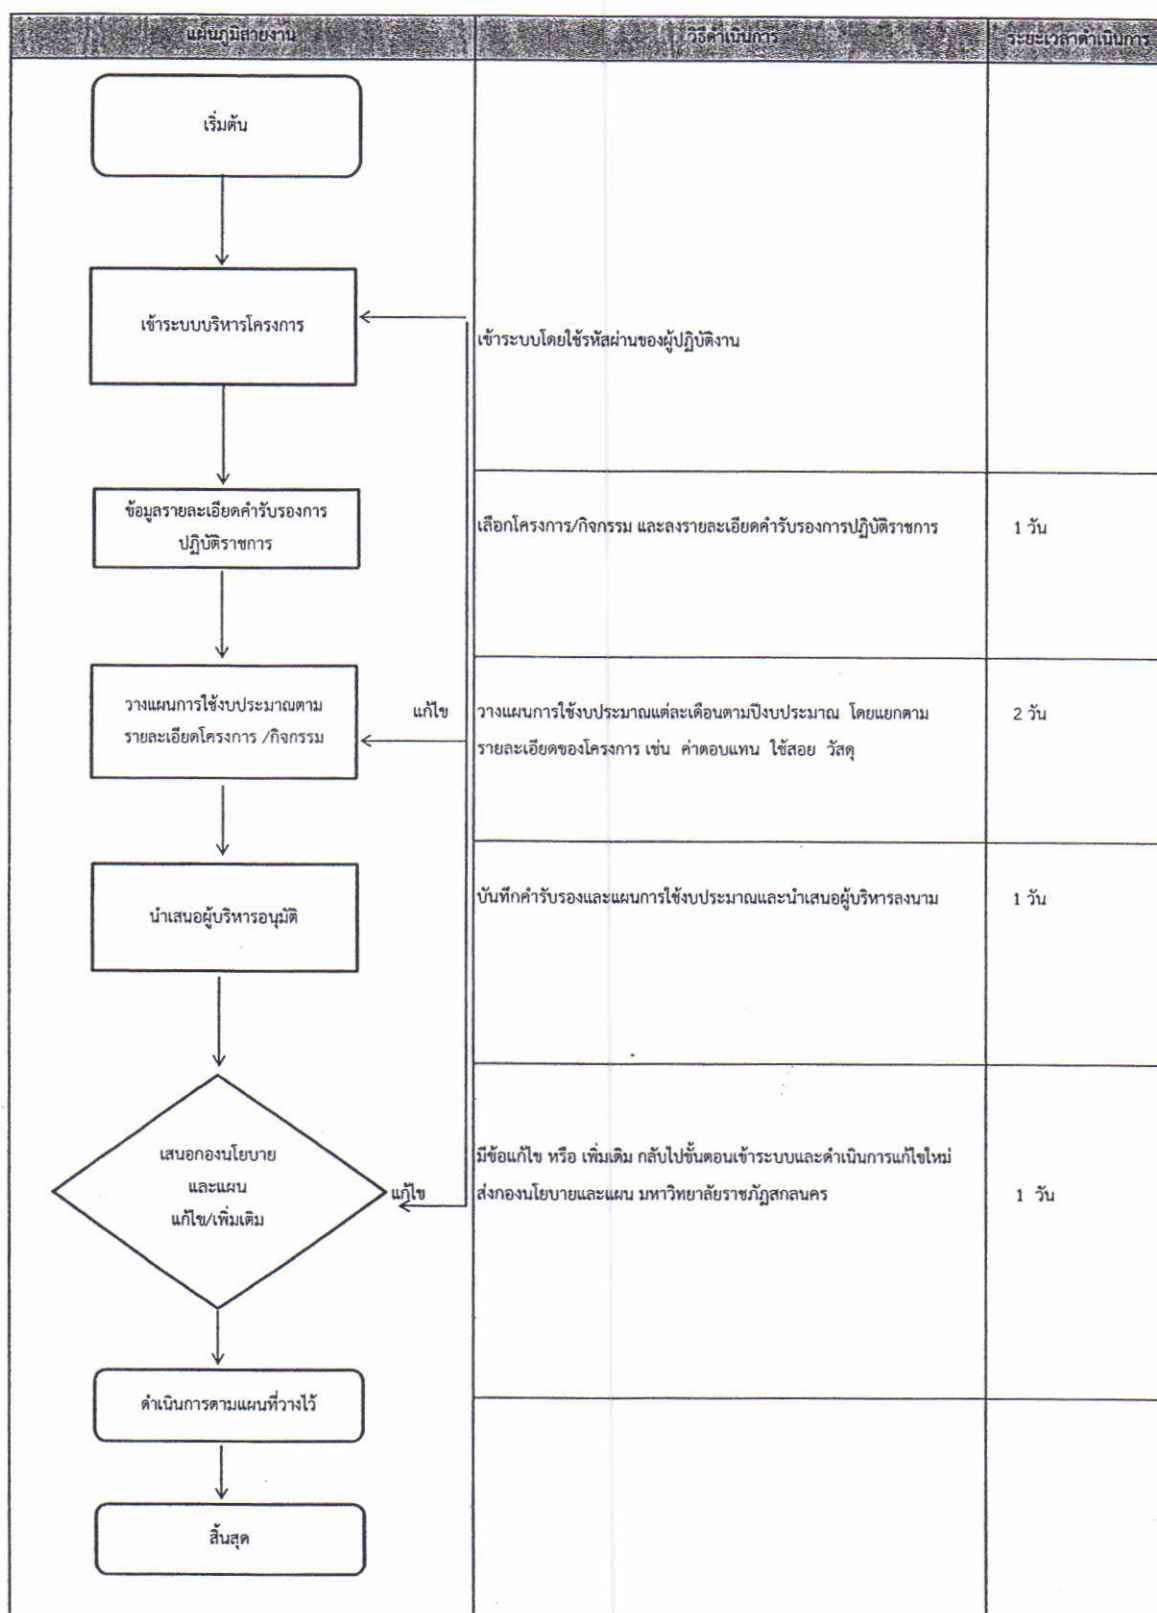 แผนภูมิสายงาน
วิธีดำเนินการ
ระยะเวลาดำเนินการ
เริ่มต้น
เข้าระบบบริหารโครงการ
เข้าระบบโดยใช้รหัสผ่านของผู้ปฏิบัติงาน
ข้อมูลรายละเอียดคำรับรองการ
ปฏิบัติราชการ
เลือกโครงการ/กิจกรรม และลงรายละเอียดคำรับรองการปฏิบัติราชการ
1 วัน
วางแผนการใช้งบประมาณตาม
รายละเอียดโครงการ /กิจกรรม
แก้ไข
วางแผนการใช้งบประมาณแต่ละเดือนตามปีงบประมาณ โดยแยกตาม
รายละเอียดของโครงการ เช่น ค่าตอบแทน ใช้สอย วัสดุ
2 วัน
นำเสนอผู้บริหารอนุมัติ
บันทึกคำรับรองและแผนการใช้งบประมาณและนำเสนอผู้บริหารลงนาม
1 วัน
เสนอกองนโยบาย
และแผน
แก้ไข/เพิ่มเติม
แก้ไข
มีข้อแก้ไข หรือ เพิ่มเติม กลับไปขั้นตอนเข้าระบบและดำเนินการแก้ไขใหม่
ส่งกองนโยบายและแผน มหาวิทยาลัยราชภัฏสกลนคร
1 วัน
ดำเนินการตามแผนที่วางไว้
สิ้นสุด